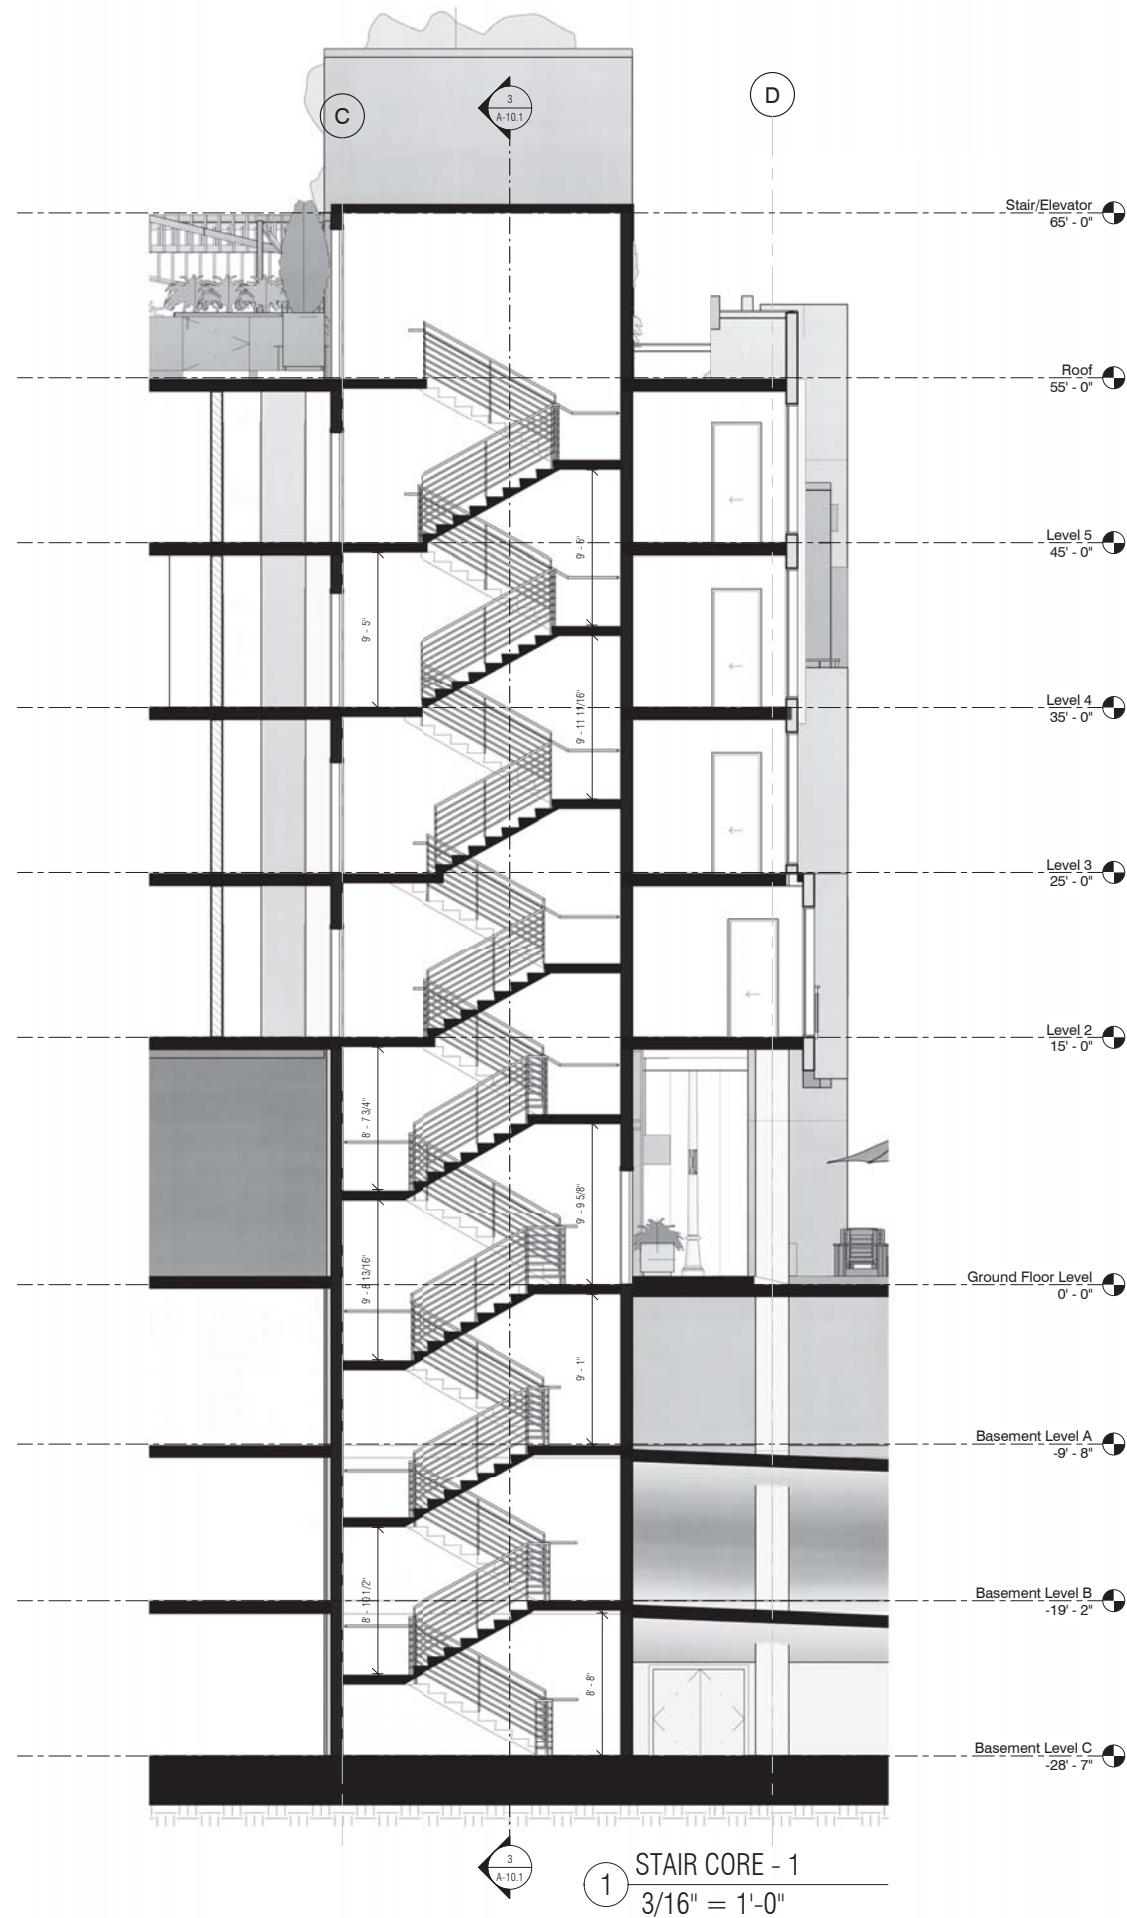 C
3
A-10.1
D
Stair/Elevator
65' - 0"
Roof
55' - 0"
Level 5
45' - 0"
9' - 6"
9' - 5"
Level 4
35' - 0"
9' - 11 11/16"
Level 3
25' - 0"
Level 2
15' - 0"
8' - 7 3/4"
9' - 9 5/8"
Ground Floor Level
0' - 0"
9' - 8 13/16"
9' - 1"
Basement Level A
-9' - 8"
8' - 10 1/2"
Basement Level B
-19' - 2"
8' - 8"
Basement Level C
-28' - 7"
3
A-10.1
1
STAIR CORE - 1
3/16" = 1'-0"